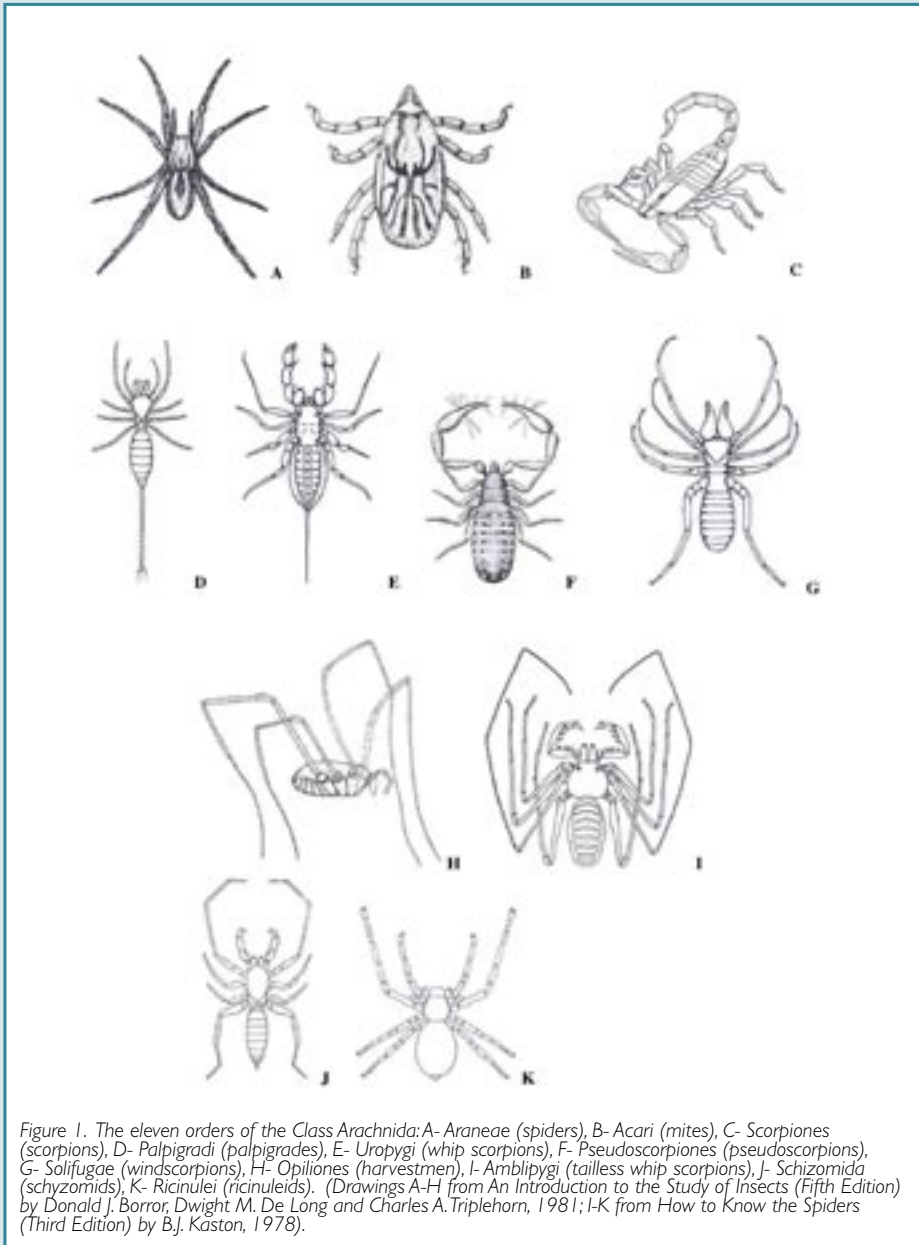 A
B
C
D
E
F
G
H
I
J
K
Figure 1. The eleven orders of the Class Arachnida: A- Araneae (spiders), B- Acari (mites), C- Scorpiones
(scorpions), D- Palpigradi (palpigrades), E- Uropygi (whip scorpions), F- Pseudoscorpiones (pseudoscorpions),
G- Solifugae (windscorpions), H- Opiliones (harvestmen), I- Amblipygi (tailless whip scorpions), J- Schizomida
(schyzomids), K- Ricinulei (ricinuleids). (Drawings A-H from An Introduction to the Study of Insects (Fifth Edition)
by Donald J. Borror, Dwight M. De Long and Charles A. Triplehorn, 1981; I-K from How to Know the Spiders
(Third Edition) by B.J. Kaston, 1978).